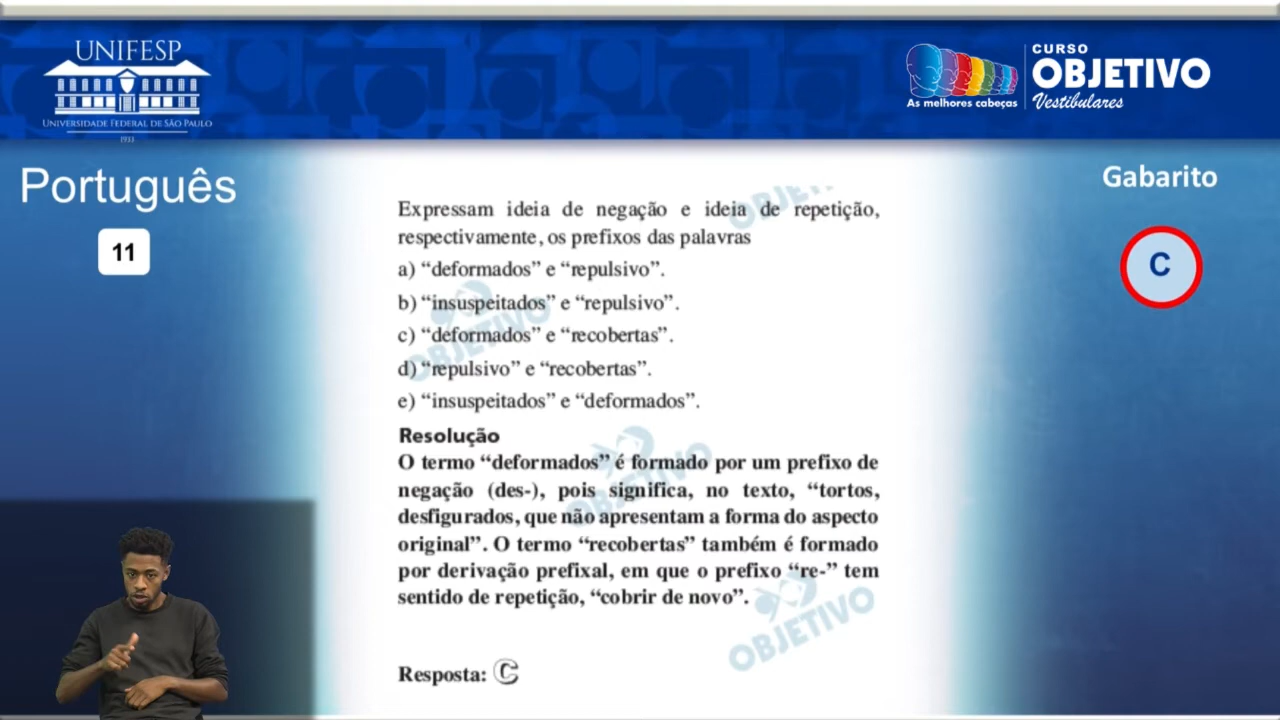 UNIFESP
UNIVERSIDADE FEDERAL DE SÃO PAULO
1933
CURSO
OBJETIVO
As melhores cabeças
Vestibulares
Português
11
Gabarito
C
Expressam ideia de negação e ideia de repetição,
respectivamente, os prefixos das palavras
a) “deformados” e “repulsivo”.
b) “insuspeitados” e “repulsivo”.
c) “deformados” e “recobertas”.
d) “repulsivo” e “recobertas”.
e) “insuspeitados” e “deformados”.
Resolução
O termo “deformados” é formado por um prefixo de
negação (des-), pois significa, no texto, “tortos,
desfigurados, que não apresentam a forma do aspecto
original”. O termo “recobertas” também é formado
por derivação prefixal, em que o prefixo “re-” tem
sentido de repetição, “cobrir de novo”.
Resposta: C
OBJETIVO
OBJETIVO
OBJETIVO